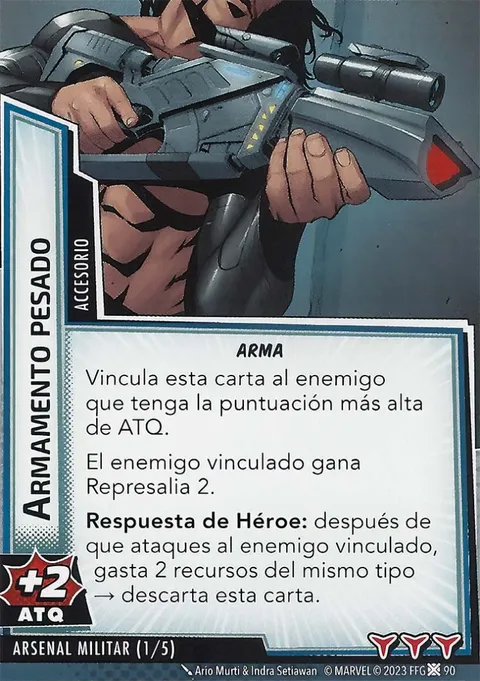 ACCESORIO
ARMAMENTO PESADO
ARMA
Vincula esta carta al enemigo
que tenga la puntuación más alta
de ATQ.
El enemigo vinculado gana
Represalia 2.
Respuesta de Héroe: después de
que ataques al enemigo vinculado,
gasta 2 recursos del mismo tipo
→ descarta esta carta.
+2
ATQ
ARSENAL MILITAR (1/5)
Ario Murti & Indra Setiawan © MARVEL © 2023 FFG 90